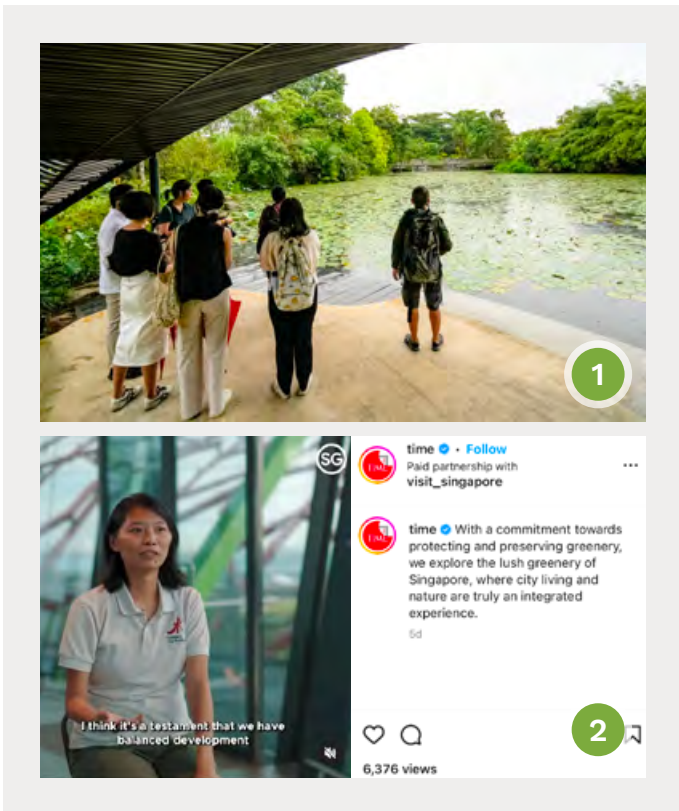 1
SG
TIME
time • Follow
Paid partnership with
visit_singapore
time With a commitment towards
protecting and preserving greenery,
we explore the lush greenery of
Singapore, where city living and
nature are truly an integrated
experience.
5d
I think it's a testament that we have
balanced development
2
6,376 views